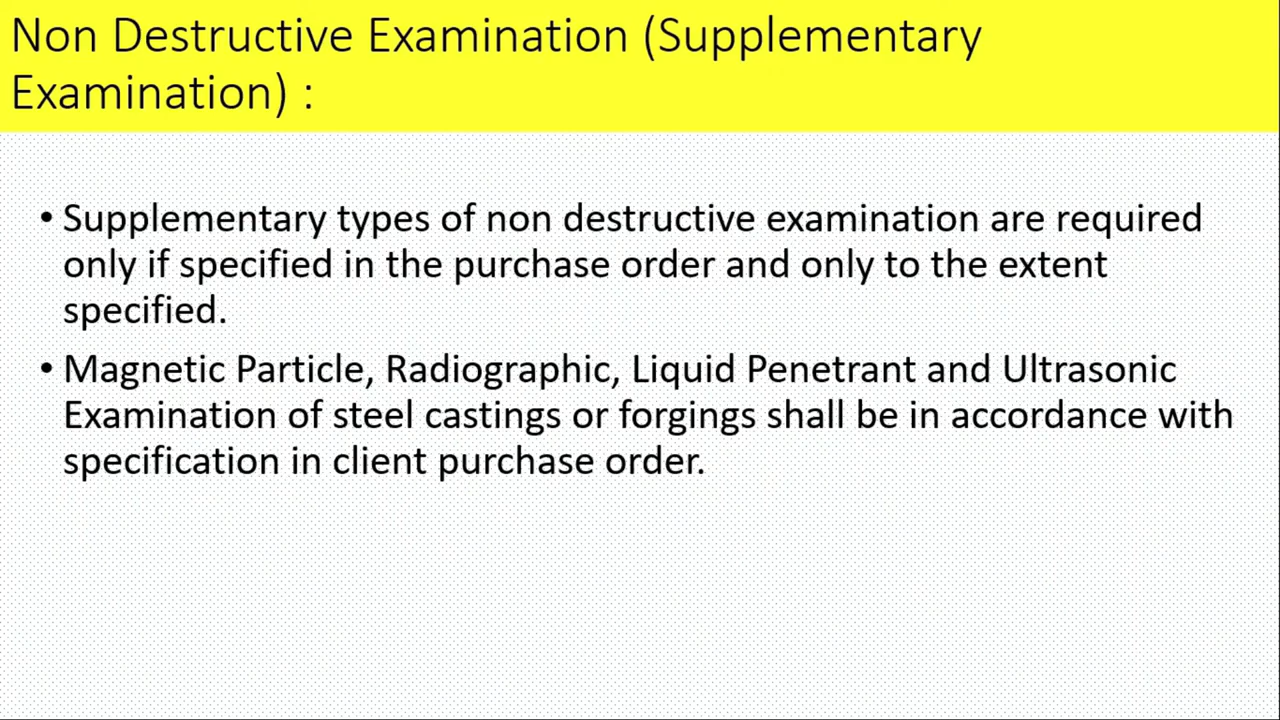 Non Destructive Examination (Supplementary
Examination) :
• Supplementary types of non destructive examination are required
only if specified in the purchase order and only to the extent
specified.
• Magnetic Particle, Radiographic, Liquid Penetrant and Ultrasonic
Examination of steel castings or forgings shall be in accordance with
specification in client purchase order.